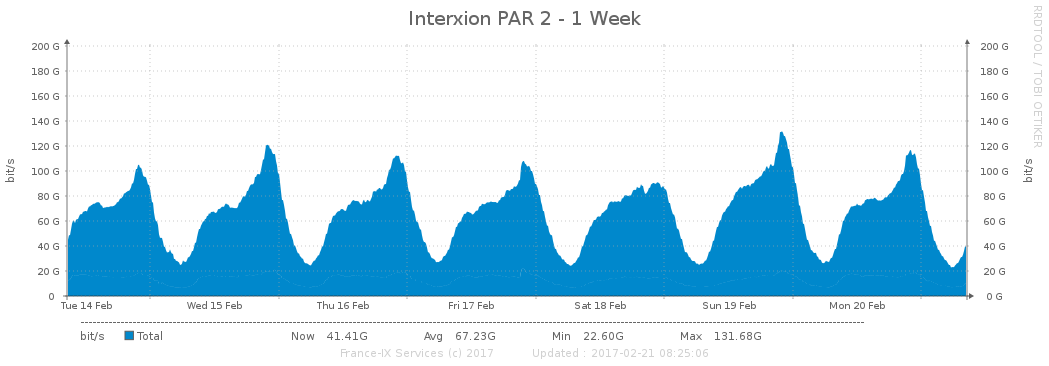 Interxion PAR 2 - 1 Week
RRDTOOL / TOBI OETIKER
200 G 200 G
180 G 180 G
160 G 160 G
140 G 140 G
120 G 120 G
100 G 100 G
80 G 80 G
60 G 60 G
40 G 40 G
20 G 20 G
0 0 G
bit/s
bit/s
Tue 14 Feb Wed 15 Feb Thu 16 Feb Fri 17 Feb Sat 18 Feb Sun 19 Feb Mon 20 Feb
bit/s Total Now 41.41G Avg 67.23G Min 22.60G Max 131.68G
France-IX Services (c) 2017 Updated : 2017-02-21 08:25:06